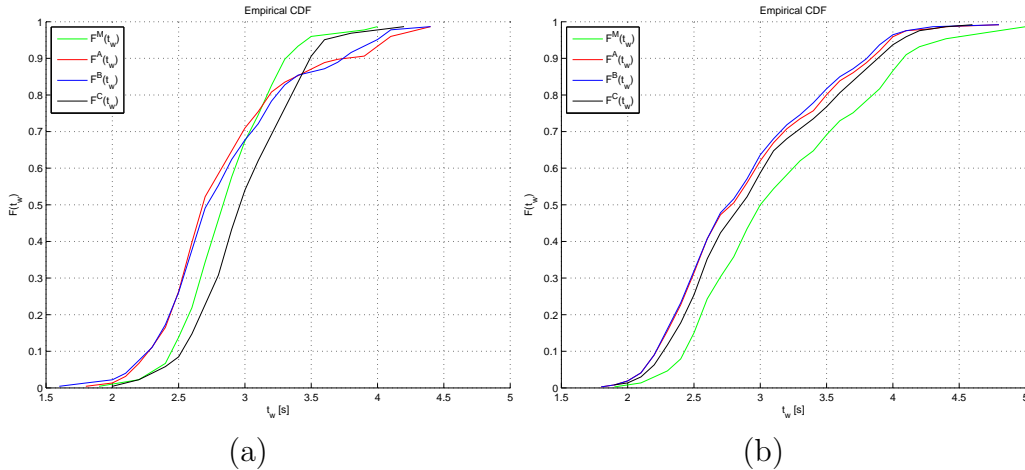 Empirical CDF
F^M(t_w)
F^A(t_w)
F^B(t_w)
F^C(t_w)
F(t_w)
1
0.9
0.8
0.7
0.6
0.5
0.4
0.3
0.2
0.1
0
1.5 2 2.5 3 3.5 4 4.5 5
t_w [s]
(a)
Empirical CDF
F^M(t_w)
F^A(t_w)
F^B(t_w)
F^C(t_w)
F(t_w)
1
0.9
0.8
0.7
0.6
0.5
0.4
0.3
0.2
0.1
0
1.5 2 2.5 3 3.5 4 4.5 5
t_w [s]
(b)